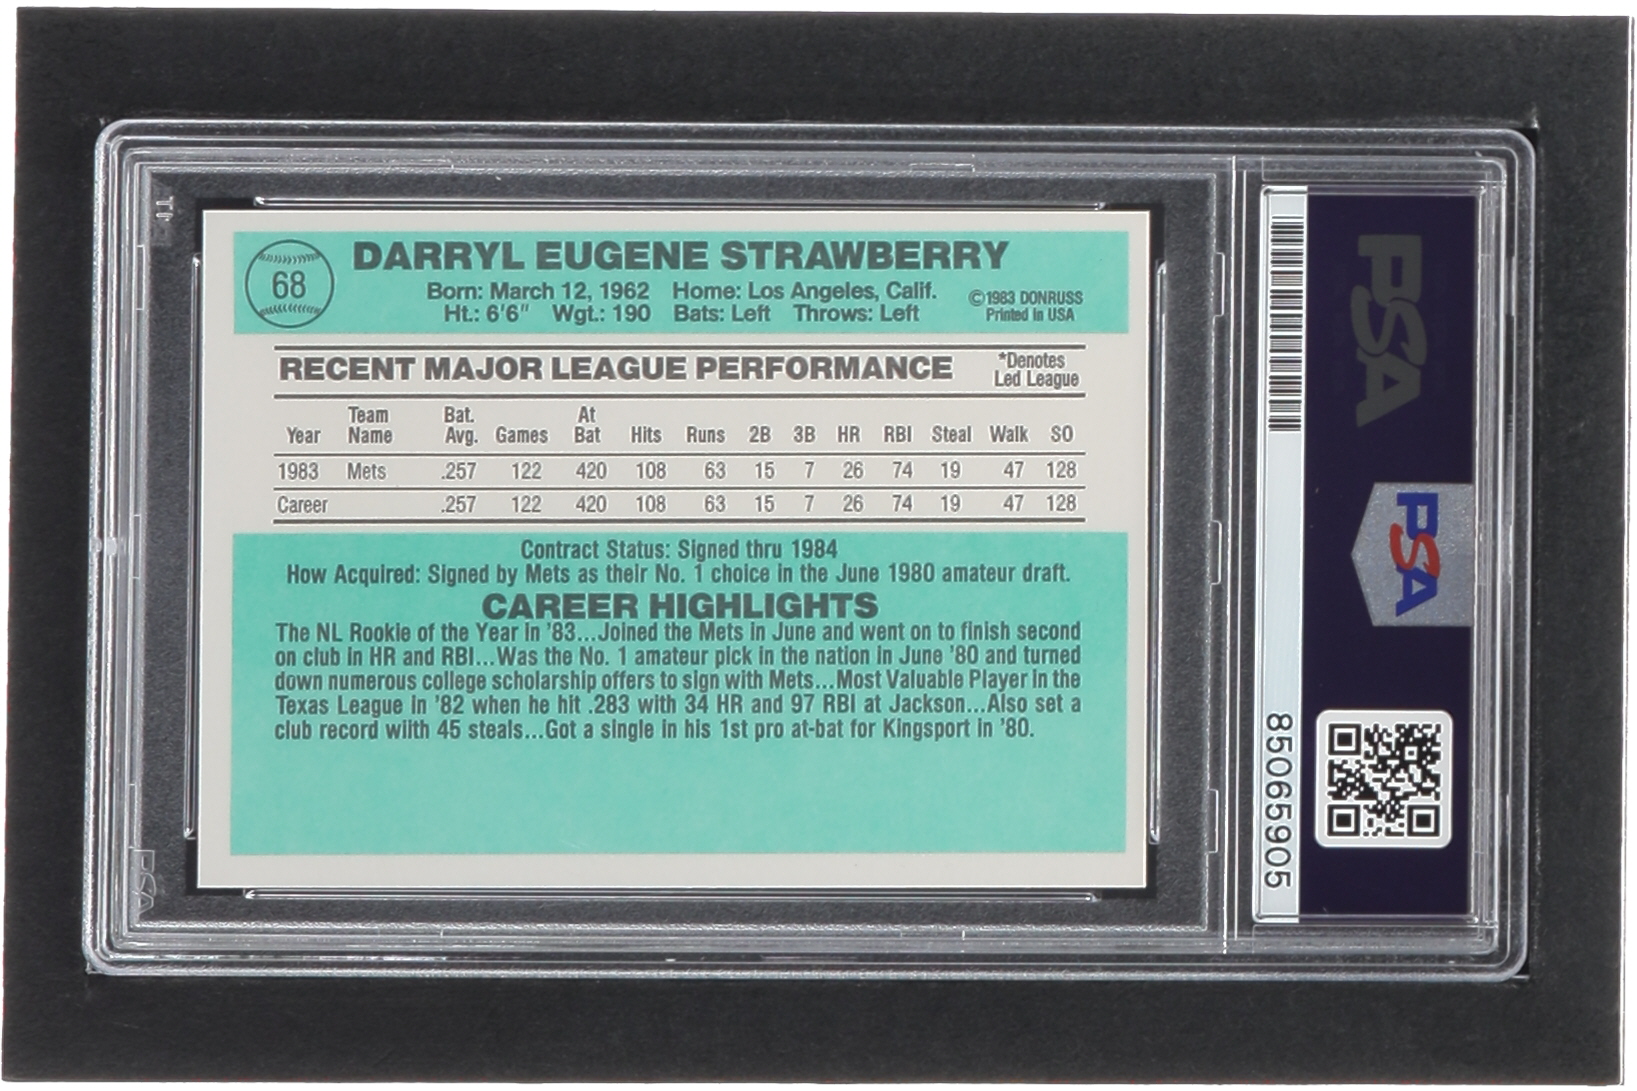 68
DARRYL EUGENE STRAWBERRY
Born: March 12, 1962 Home: Los Angeles, Calif.
Ht.: 6'6" Wgt.: 190 Bats: Left Throws: Left
©1983 DONRUSS
Printed in USA
RECENT MAJOR LEAGUE PERFORMANCE
*Denotes
Led League
Year Team Name Bat. Avg. Games At Bat Hits Runs 2B 3B HR RBI Steal Walk SO
1983 Mets .257 122 420 108 63 15 7 26 74 19 47 128
Career .257 122 420 108 63 15 7 26 74 19 47 128
Contract Status: Signed thru 1984
How Acquired: Signed by Mets as their No. 1 choice in the June 1980 amateur draft.
CAREER HIGHLIGHTS
The NL Rookie of the Year in '83...Joined the Mets in June and went on to finish second
on club in HR and RBI...Was the No. 1 amateur pick in the nation in June '80 and turned
down numerous college scholarship offers to sign with Mets...Most Valuable Player in the
Texas League in '82 when he hit .283 with 34 HR and 97 RBI at Jackson...Also set a
club record wiith 45 steals...Got a single in his 1st pro at-bat for Kingsport in '80.
PSA
PSA
85065905
PSA